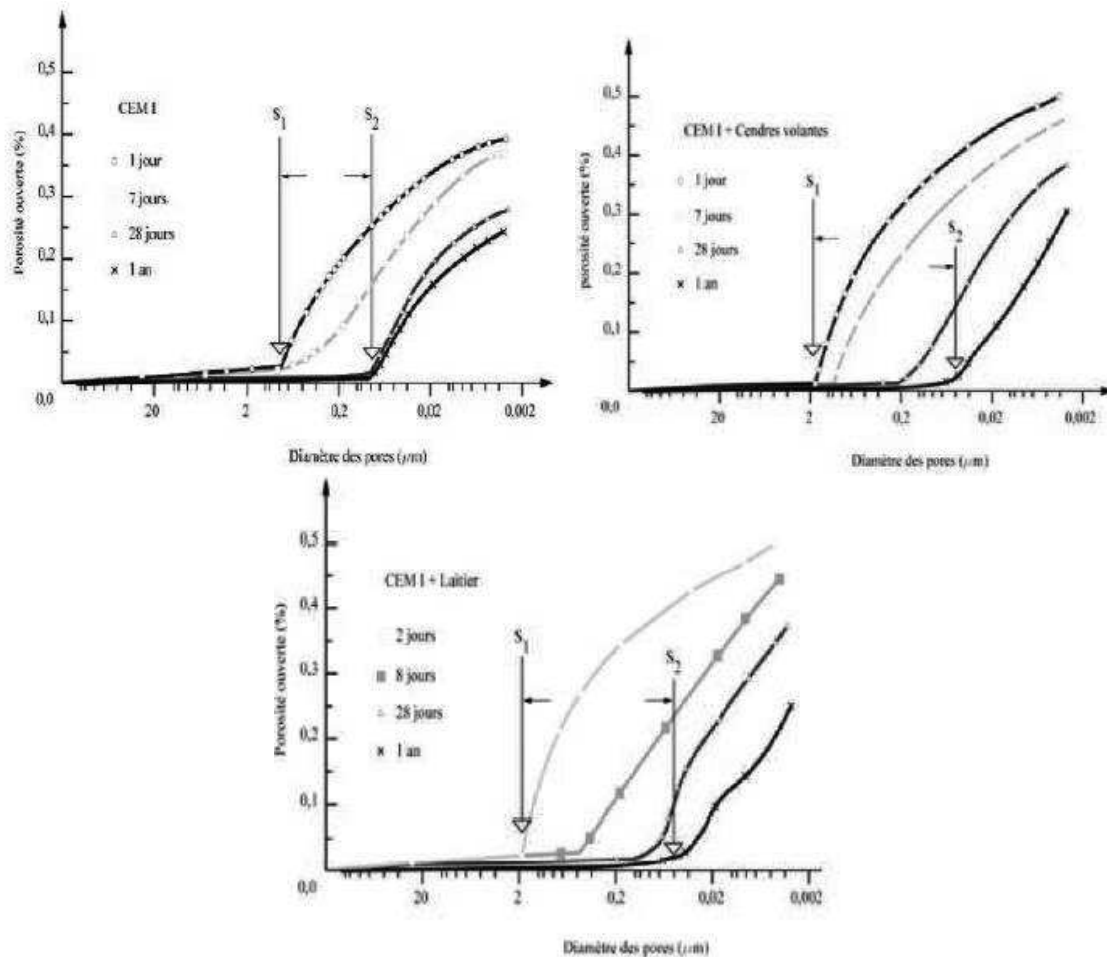 Porosité ouverte (%)
0,5
0,4
0,3
0,2
0,1
0,0
CEM I
1 jour
7 jours
28 jours
1 an
S1
S2
20
2
0,2
0,02
0,002
Diamètre des pores (μm)
porosité ouverte (%)
0,5
0,4
0,3
0,2
0,1
0,0
CEM I + Cendres volantes
1 jour
7 jours
28 jours
1 an
S1
S2
20
2
0,2
0,02
0,002
Diamètre des pores (μm)
Porosité ouverte (%)
0,5
0,4
0,3
0,2
0,1
0,0
CEM I + Laitier
2 jours
8 jours
28 jours
1 an
S1
S2
20
2
0,2
0,02
0,002
Diamètre des pores (μm)